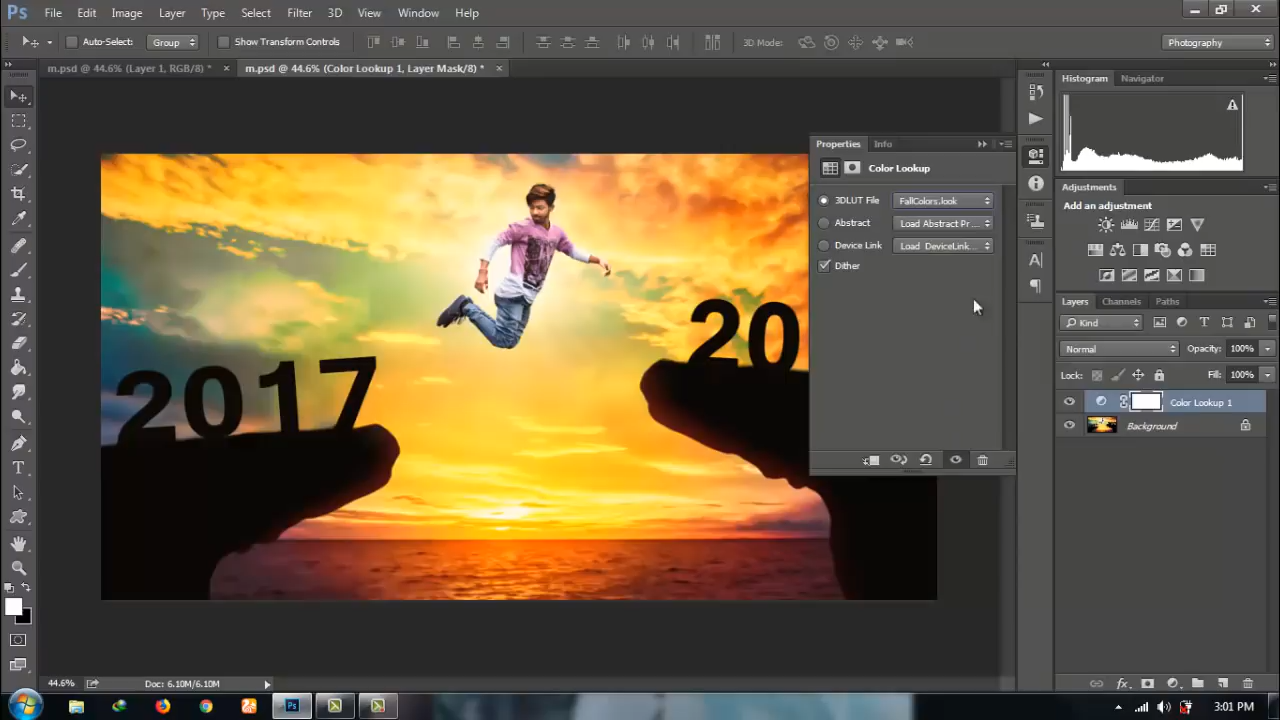 Ps File Edit Image Layer Type Select Filter 3D View Window Help
Auto-Select: Group Show Transform Controls 3D Mode: Photography
m.psd @ 44.6% (Layer 1, RGB/8) * × m.psd @ 44.6% (Color Lookup 1, Layer Mask/8) * ×
Histogram Navigator
Properties Info
Color Lookup
3DLUT File FallColors.look
Abstract Load Abstract Pr...
Device Link Load DeviceLink...
Dither
Adjustments
Add an adjustment
Layers Channels Paths
Kind
Normal Opacity: 100%
Lock: Fill: 100%
Color Lookup 1
Background
2017
20
44.6% Doc: 6.10M/6.10M
Ps
3:01 PM